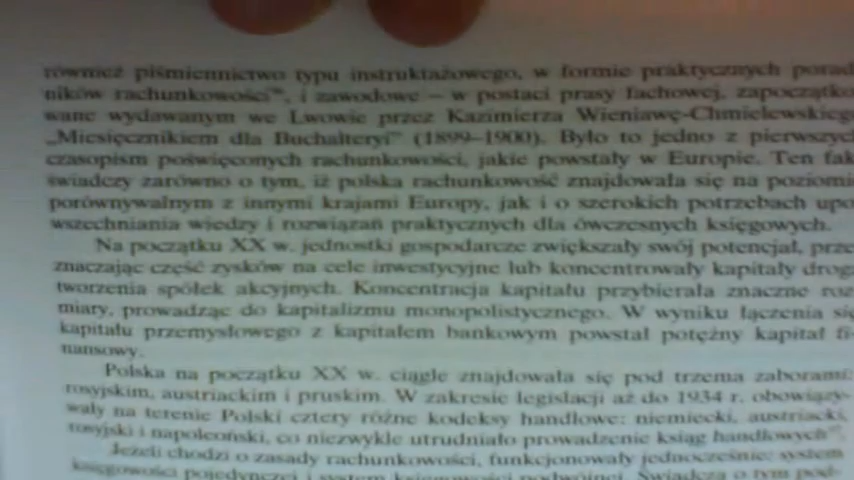 również piśmiennictwo typu instruktażowego, w formie praktycznych porad
ników rachunkowości", i zawodowe – w postaci prasy fachowej, zapoczątko
wane wydawanym we Lwowie przez Kazimierza Wieniawę-Chmielewskiego
„Miesięcznikiem dla Buchalteryi” (1899–1900). Było to jedno z pierwszych
czasopism poświęconych rachunkowości, jakie powstały w Europie. Ten fak
świadczy zarówno o tym, iż polska rachunkowość znajdowała się na poziomi
porównywalnym z innymi krajami Europy, jak i o szerokich potrzebach upo
wszechniania wiedzy i rozwiązań praktycznych dla ówczesnych księgowych.
Na początku XX w. jednostki gospodarcze zwiększały swój potencjał, prze
znaczając część zysków na cele inwestycyjne lub koncentrowały kapitały drogą
tworzenia spółek akcyjnych. Koncentracja kapitału przybierała znaczne roz
miary, prowadząc do kapitalizmu monopolistycznego. W wyniku łączenia się
kapitału przemysłowego z kapitałem bankowym powstał potężny kapitał fi-
nansowy.
Polska na początku XX w. ciągle znajdowała się pod trzema zaborami:
rosyjskim, austriackim i pruskim. W zakresie legislacji aż do 1934 r. obowiązy-
wały na terenie Polski cztery różne kodeksy handlowe: niemiecki, austriacki,
rosyjski i napoleoński, co niezwykle utrudniało prowadzenie ksiąg handlowych
Jeżeli chodzi o zasady rachunkowości, funkcjonowały jednocześnie: system
księgowości pojedynczej i system księgowości podwójnej. Świadczą o tym pod-